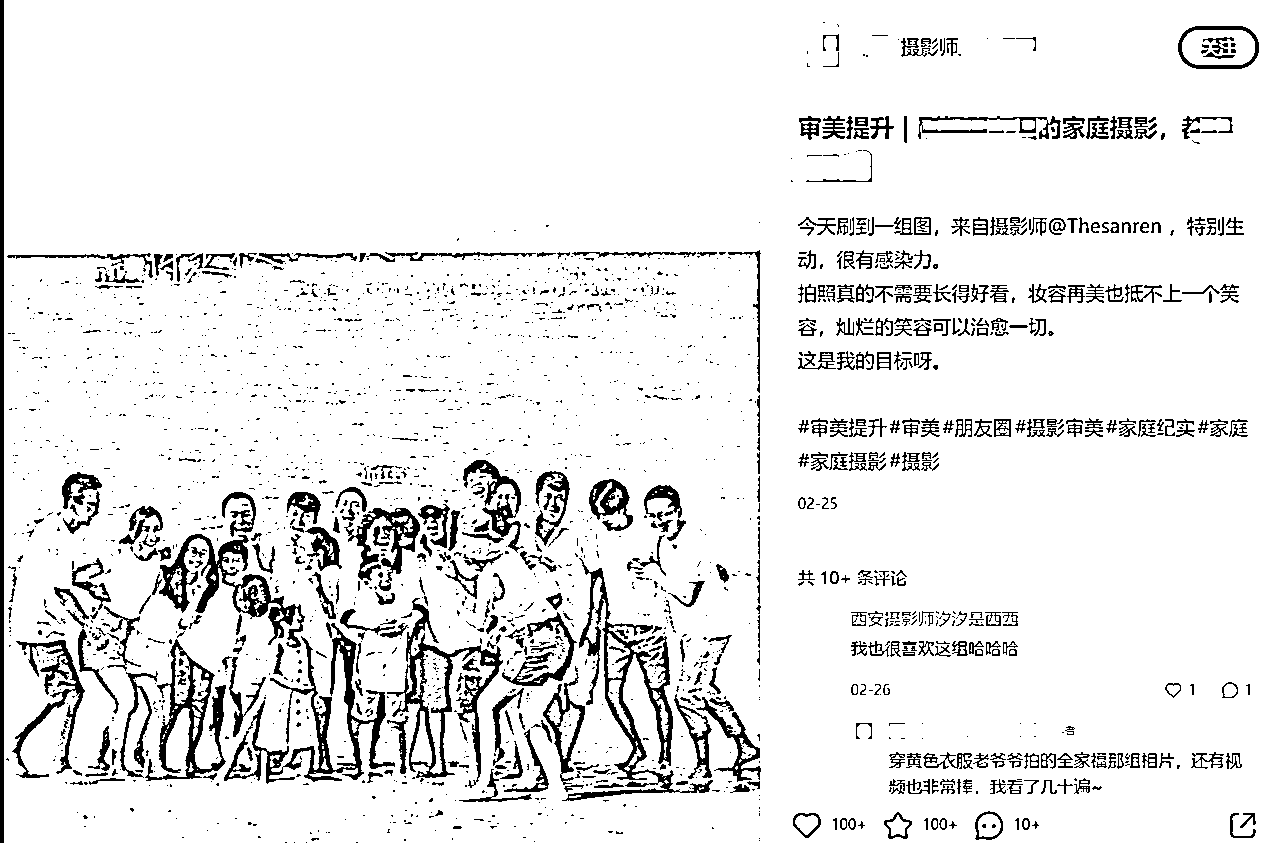 摄影师
关注
审美提升 | 的家庭摄影，
今天刷到一组图，来自摄影师@Thesanren ，特别生
动，很有感染力。
拍照真的不需要长得好看，妆容再美也抵不上一个笑
容，灿烂的笑容可以治愈一切。
这是我的目标呀。
#审美提升#审美#朋友圈#摄影审美#家庭纪实#家庭
#家庭摄影#摄影
02-25
共 10+ 条评论
西安摄影师汐汐是西西
我也很喜欢这组哈哈哈
02-26
1
1
者
穿黄色衣服老爷爷拍的全家福那组相片，还有视
频也非常棒，我看了几十遍~
100+
100+
10+